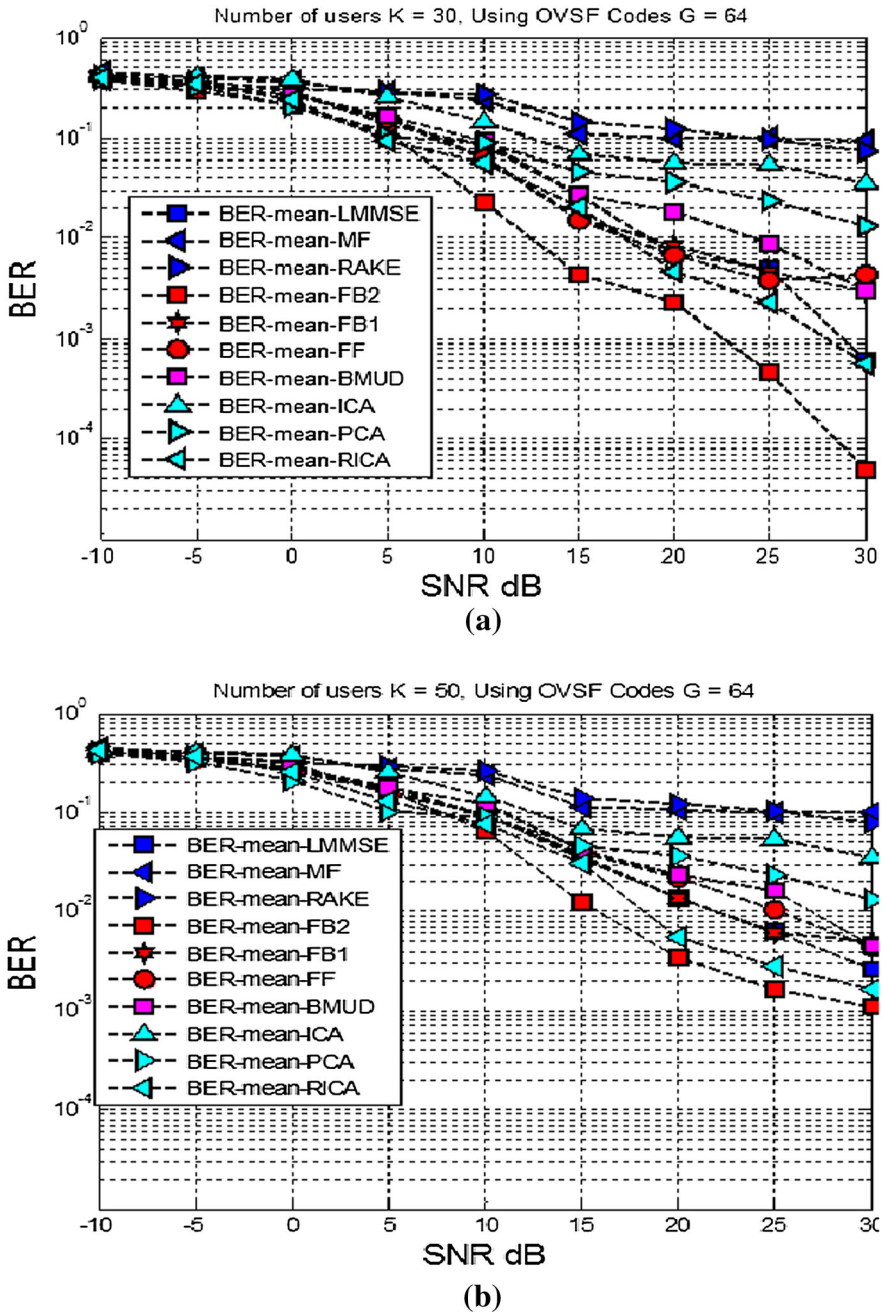 Number of users K = 30, Using OVSF Codes G = 64
10^0
10^-1
10^-2
10^-3
10^-4
BER
BER-mean-LMMSE
BER-mean-MF
BER-mean-RAKE
BER-mean-FB2
BER-mean-FB1
BER-mean-FF
BER-mean-BMUD
BER-mean-ICA
BER-mean-PCA
BER-mean-RICA
-10 -5 0 5 10 15 20 25 30
SNR dB
(a)
Number of users K = 50, Using OVSF Codes G = 64
10^0
10^-1
10^-2
10^-3
10^-4
BER
BER-mean-LMMSE
BER-mean-MF
BER-mean-RAKE
BER-mean-FB2
BER-mean-FB1
BER-mean-FF
BER-mean-BMUD
BER-mean-ICA
BER-mean-PCA
BER-mean-RICA
-10 -5 0 5 10 15 20 25 30
SNR dB
(b)